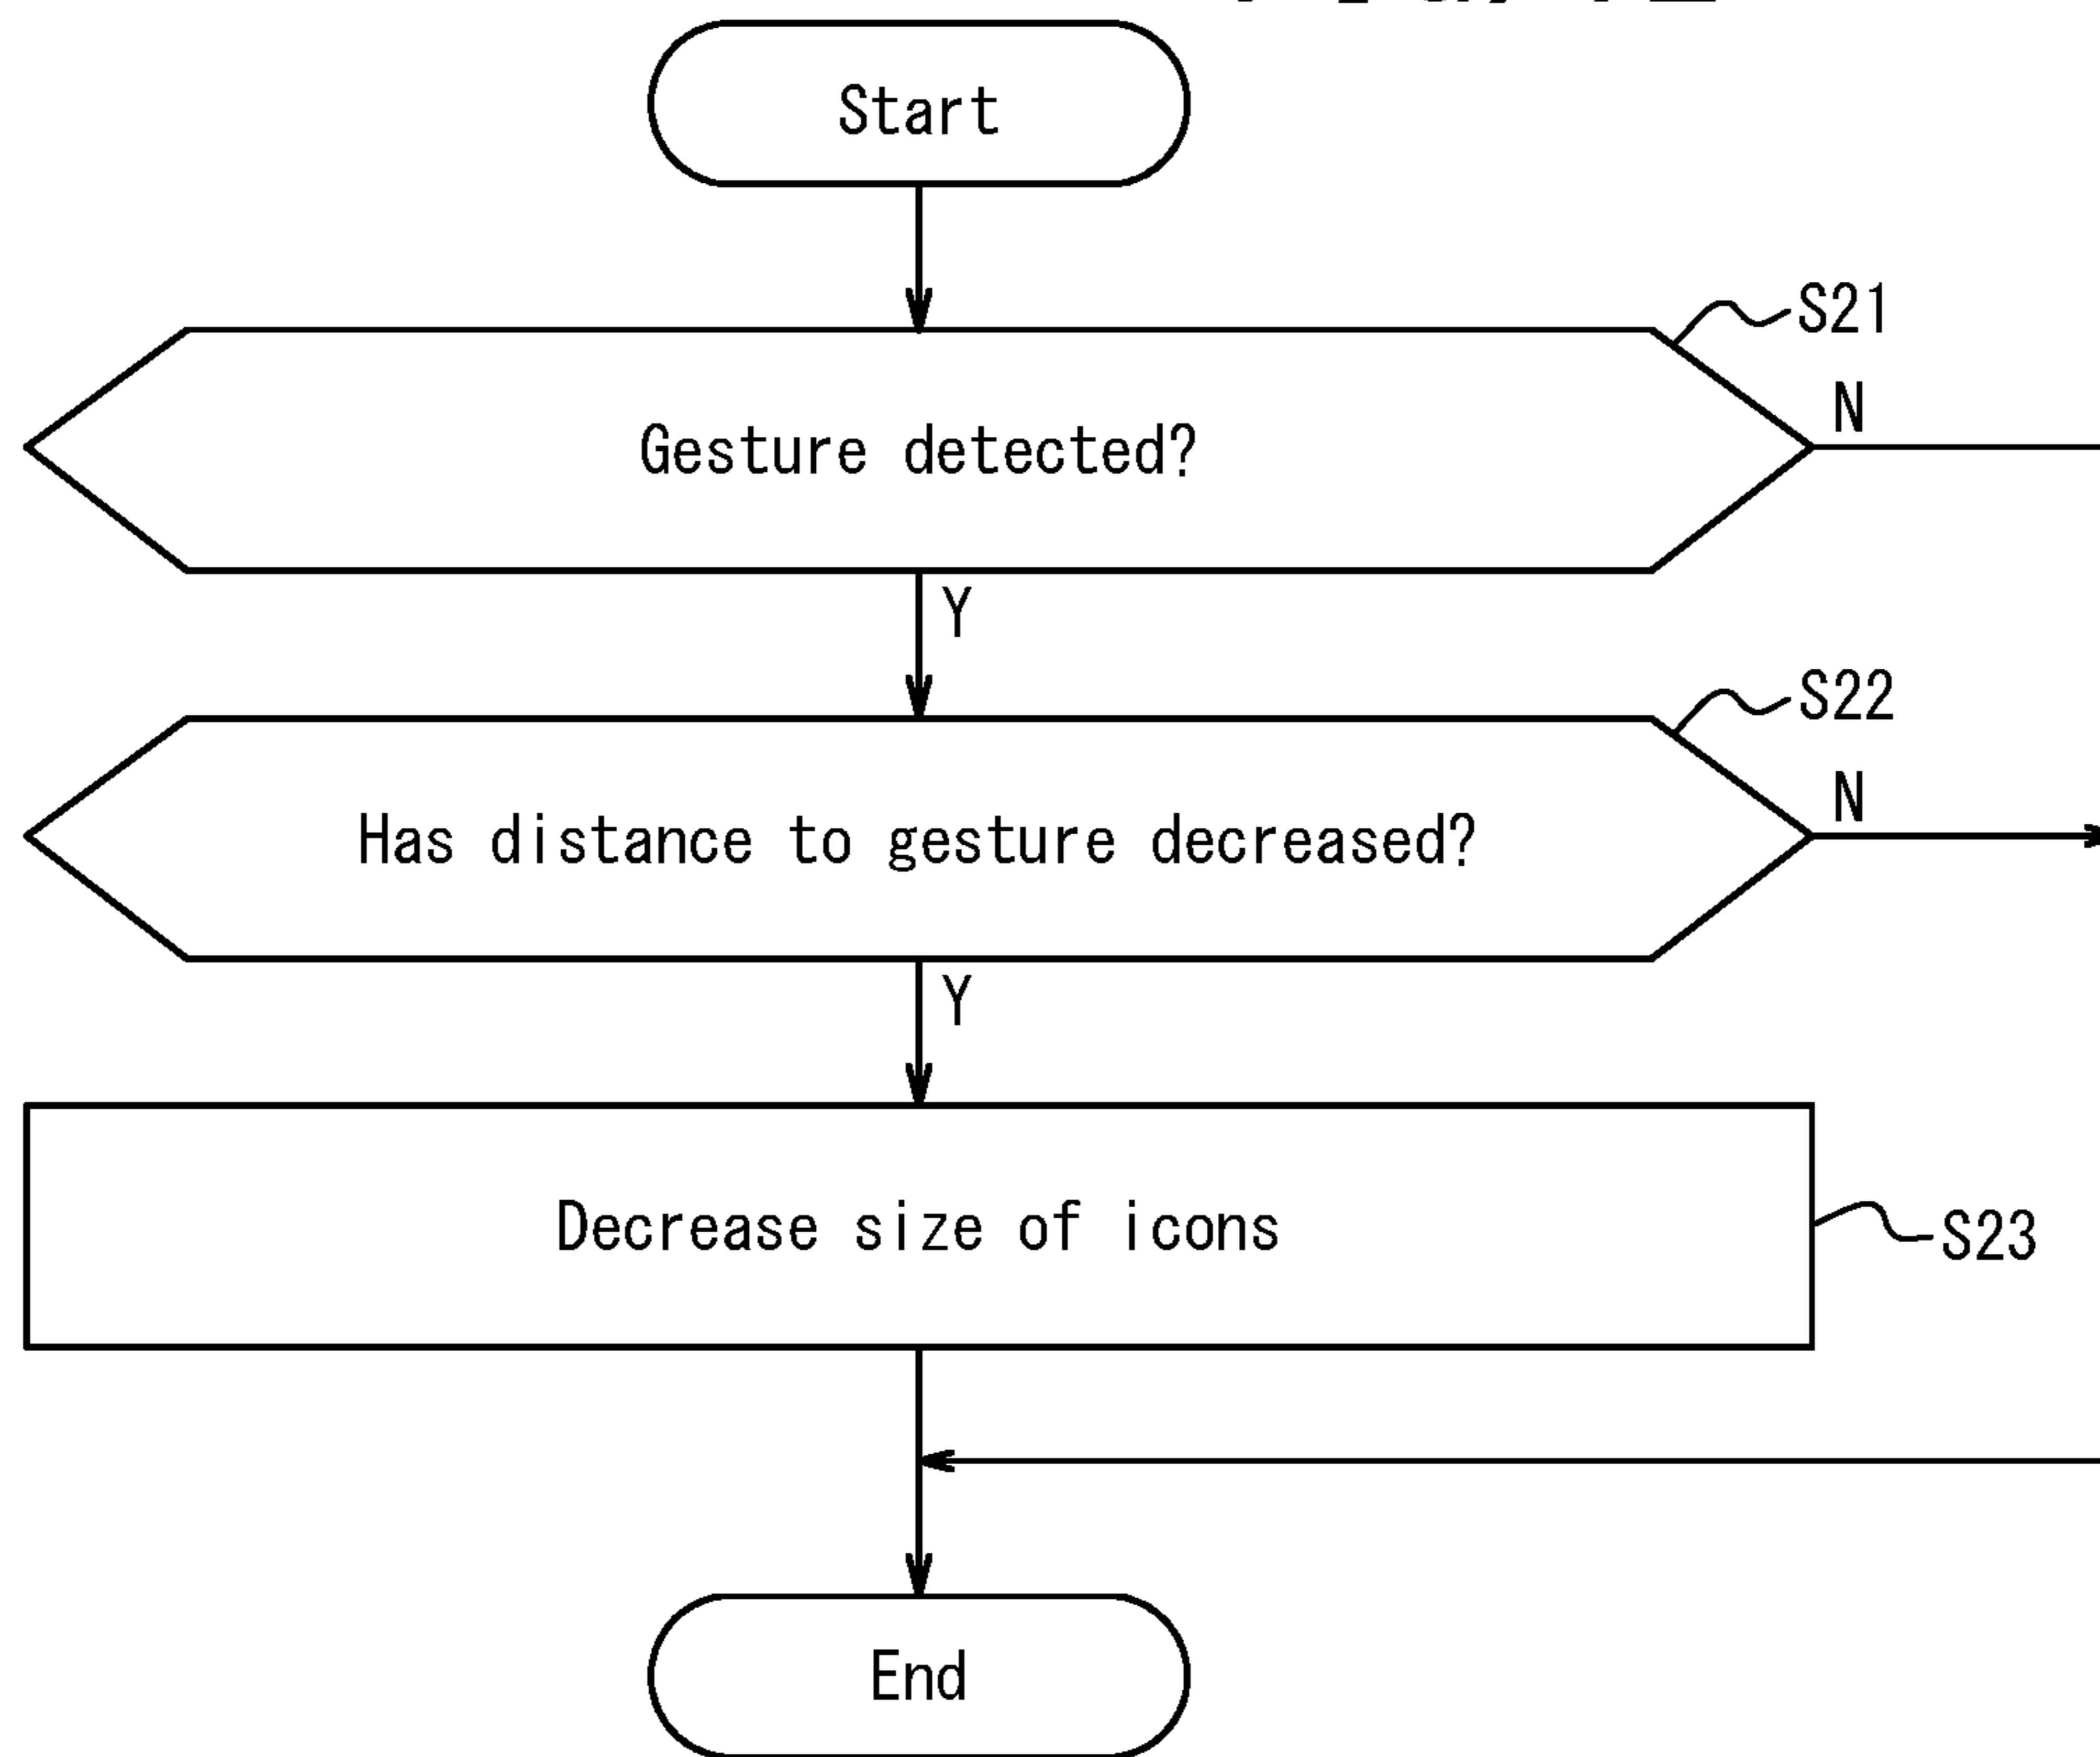 Start
S21
N
Gesture detected?
Y
S22
N
Has distance to gesture decreased?
Y
Decrease size of icons
S23
End